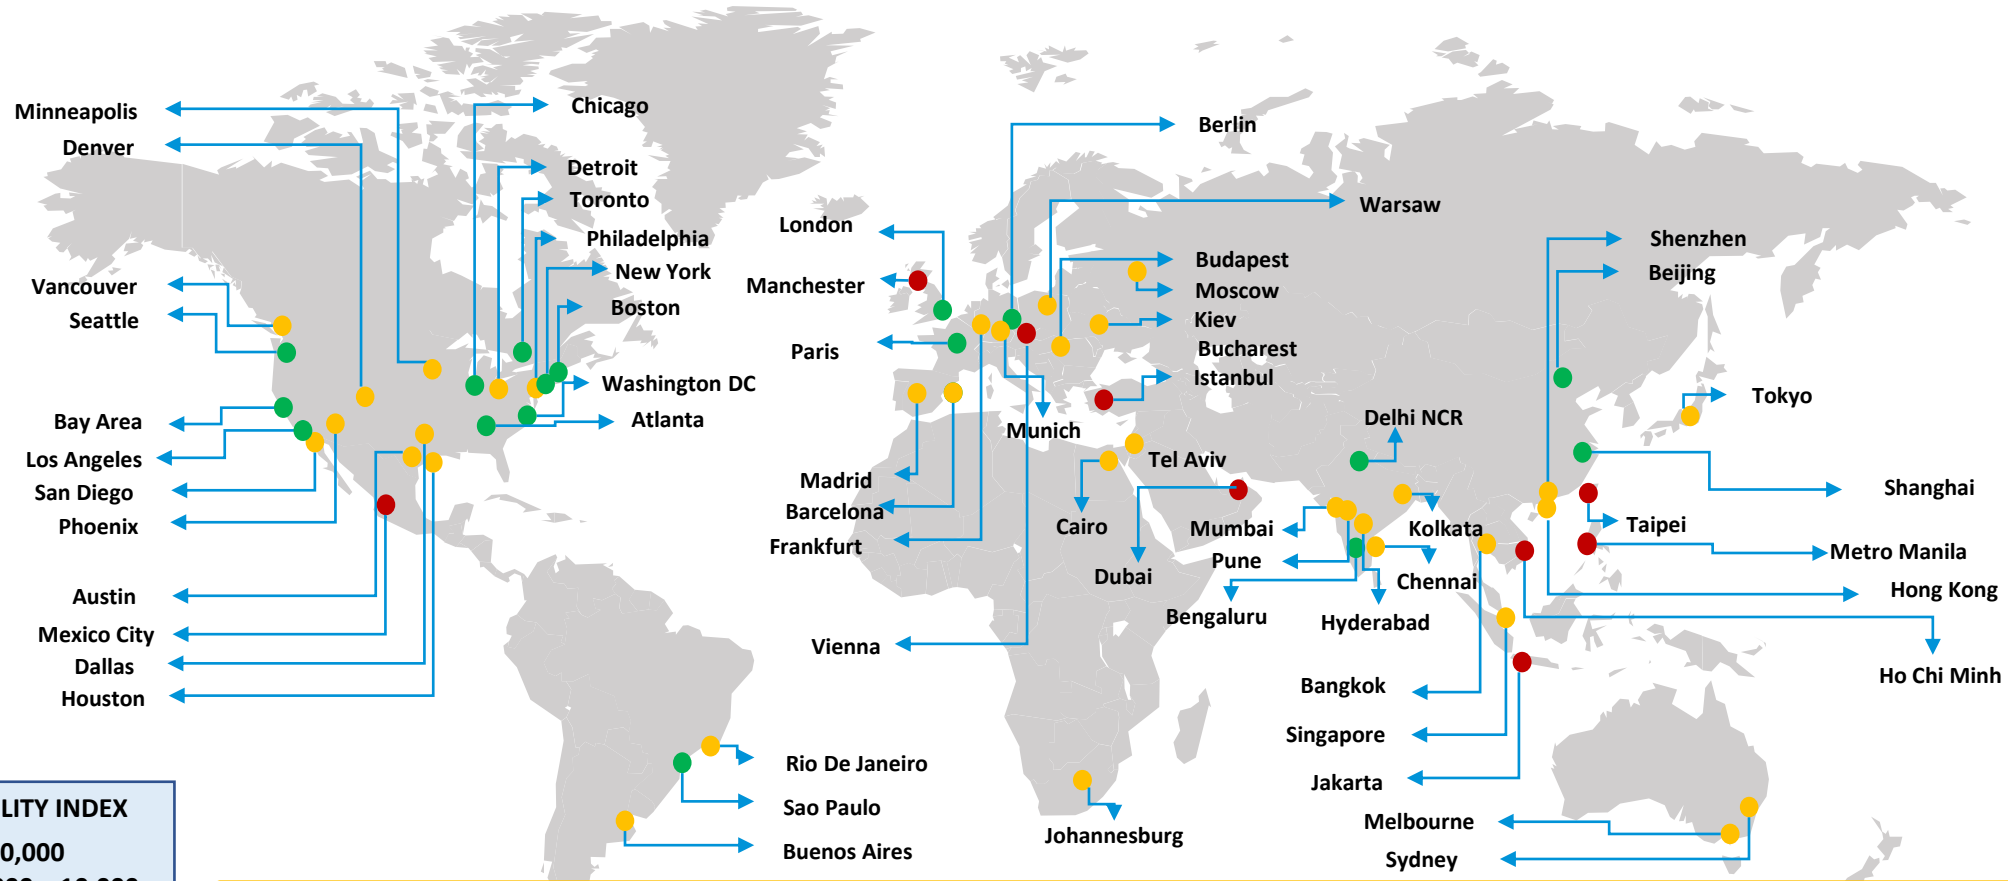 Minneapolis
Denver
Chicago
Detroit
Toronto
Philadelphia
New York
Boston
Vancouver
Seattle
Washington DC
Atlanta
Bay Area
Los Angeles
San Diego
Phoenix
Austin
Mexico City
Dallas
Houston
Rio De Janeiro
Sao Paulo
Buenos Aires
London
Manchester
Paris
Madrid
Barcelona
Frankfurt
Vienna
Berlin
Warsaw
Budapest
Moscow
Kiev
Bucharest
Istanbul
Munich
Tel Aviv
Cairo
Dubai
Johannesburg
Delhi NCR
Mumbai
Pune
Bengaluru
Kolkata
Chennai
Hyderabad
Shenzhen
Beijing
Tokyo
Shanghai
Taipei
Metro Manila
Hong Kong
Ho Chi Minh
Bangkok
Singapore
Jakarta
Melbourne
Sydney
INDEX
0,000